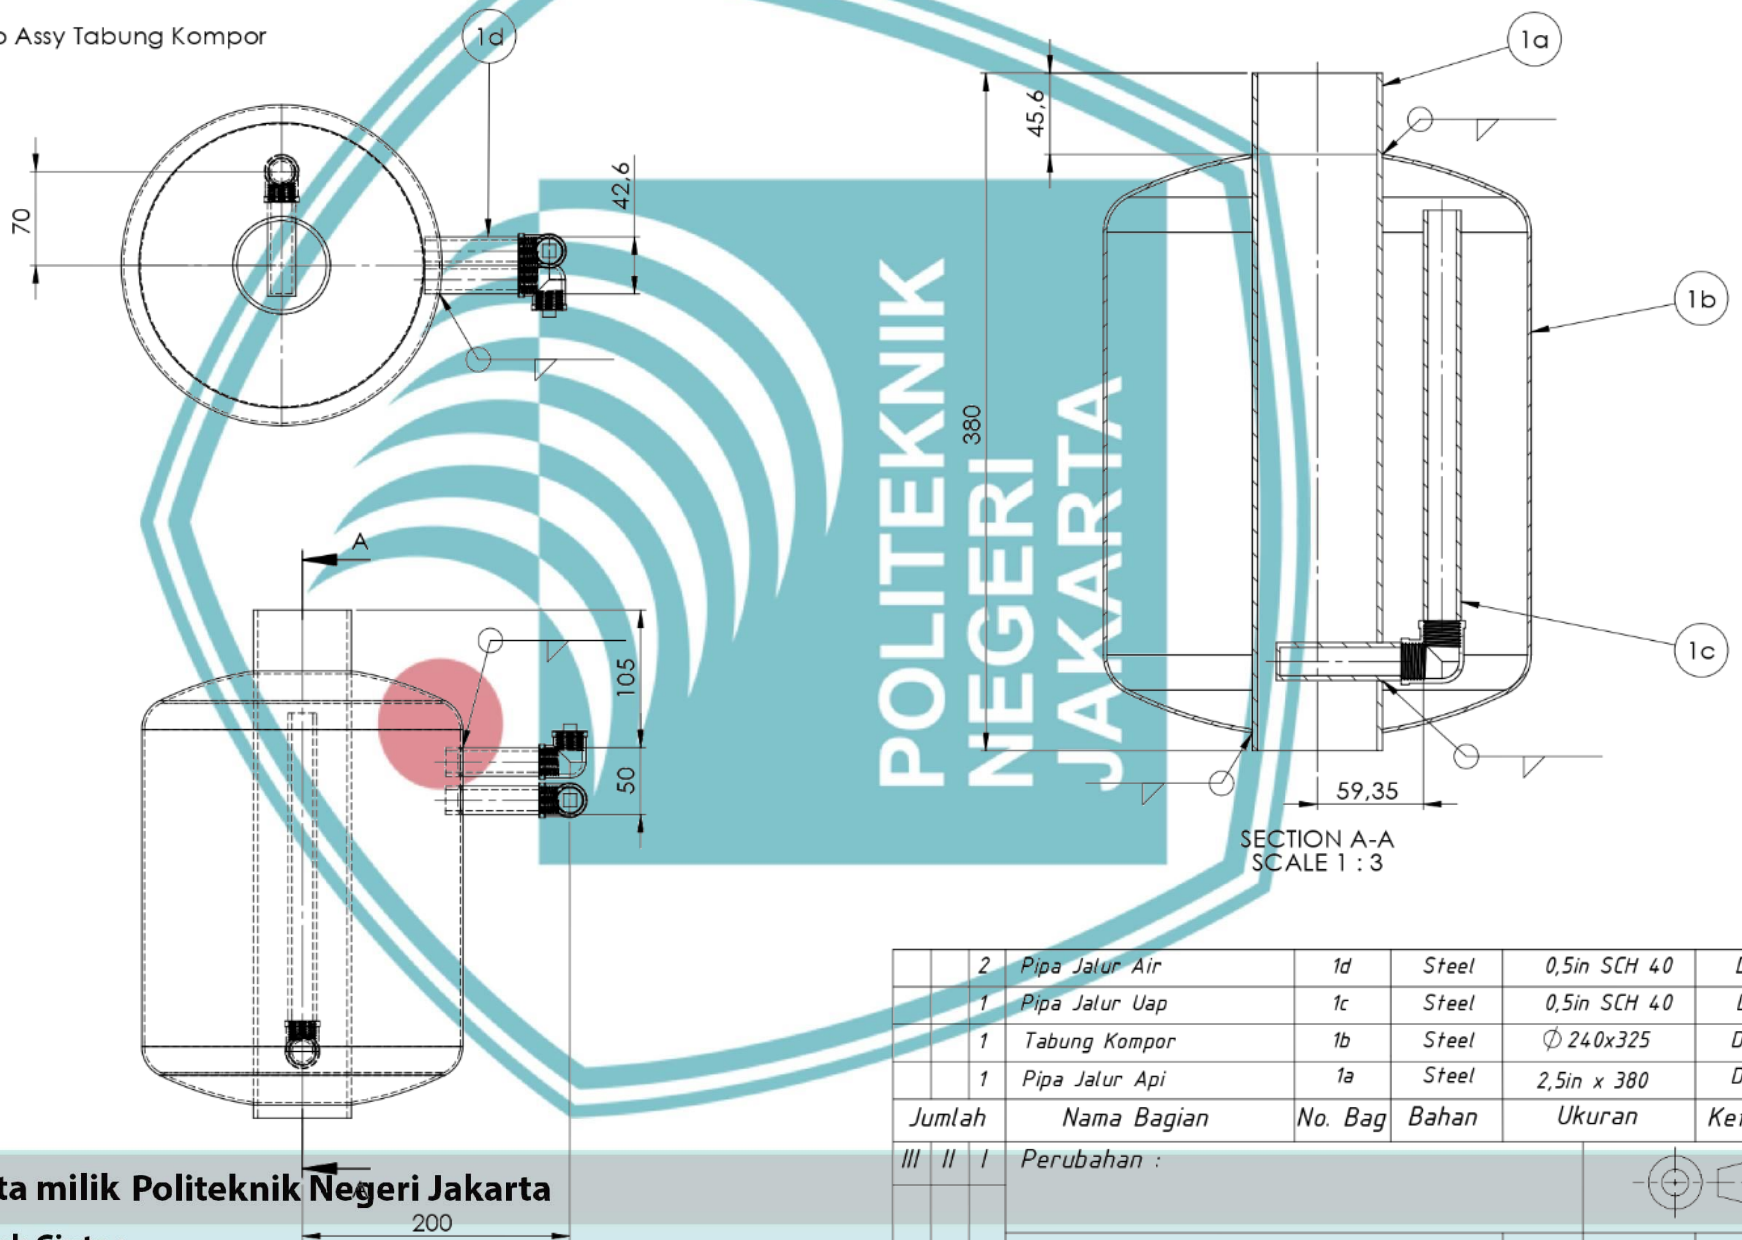 Assy Tabung Kompor
1d
1a
45,6
42,6
70
1b
380
POLITEKNIK
NEGERI
JAKARTA
A
105
1c
50
59,35
SECTION A-A
SCALE 1 : 3
2 Pipa Jalur Air 1d Steel 0,5in SCH 40
1 Pipa Jalur Uap 1c Steel 0,5in SCH 40
1 Tabung Kompor 1b Steel Ø 240x325
1 Pipa Jalur Api 1a Steel 2,5in x 380
Jumlah Nama Bagian No. Bag Bahan Ukuran
III II I Perubahan :
milik Politeknik Negeri Jakarta
A
200